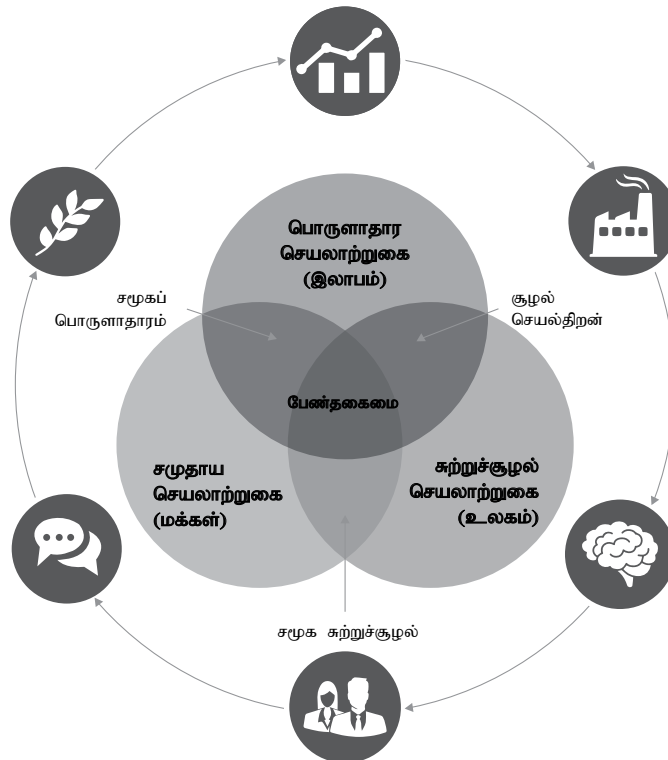 பொருளாதார
செயலாற்றுகை
(இலாபம்)
சமூகப்
பொருளாதாரம்
சூழல்
செயல்திறன்
பேண்தகைமை
சமுதாய
செயலாற்றுகை
(மக்கள்)
சுற்றுச்சூழல்
செயலாற்றுகை
(உலகம்)
சமூக சுற்றுச்சூழல்